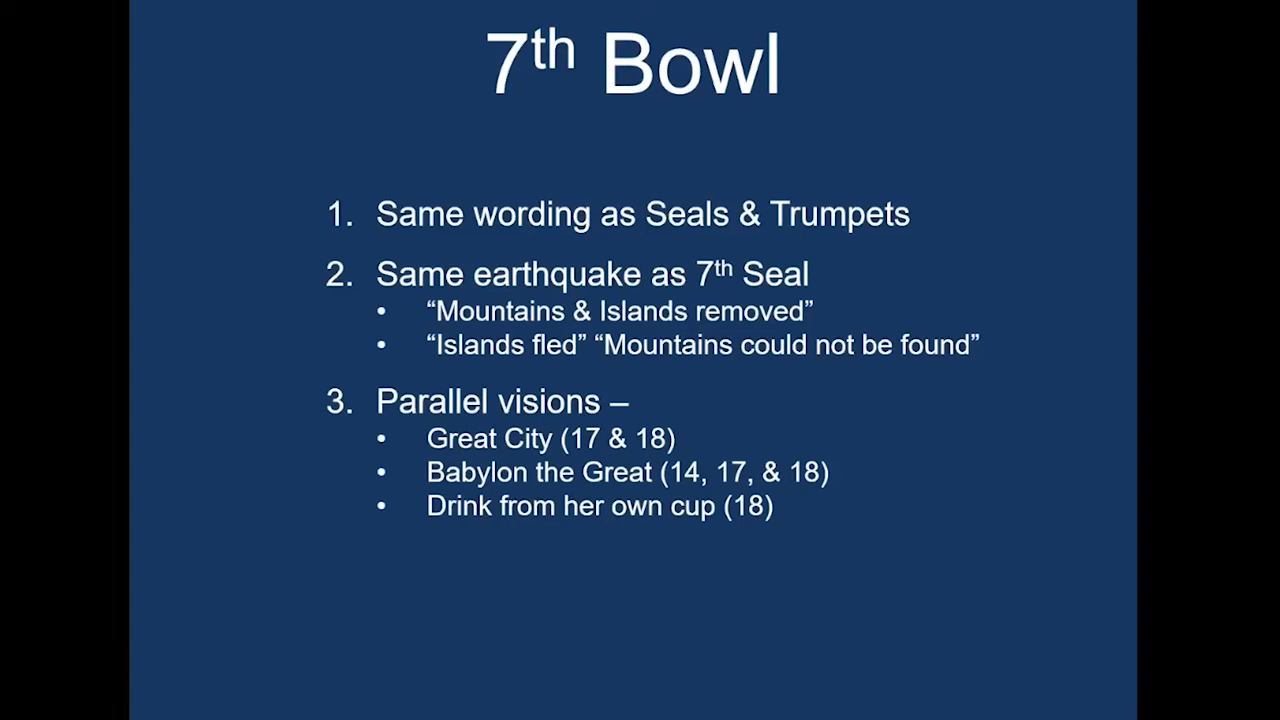 7th Bowl
1. Same wording as Seals & Trumpets
2. Same earthquake as 7th Seal
• “Mountains & Islands removed”
• “Islands fled” “Mountains could not be found”
3. Parallel visions –
• Great City (17 & 18)
• Babylon the Great (14, 17, & 18)
• Drink from her own cup (18)